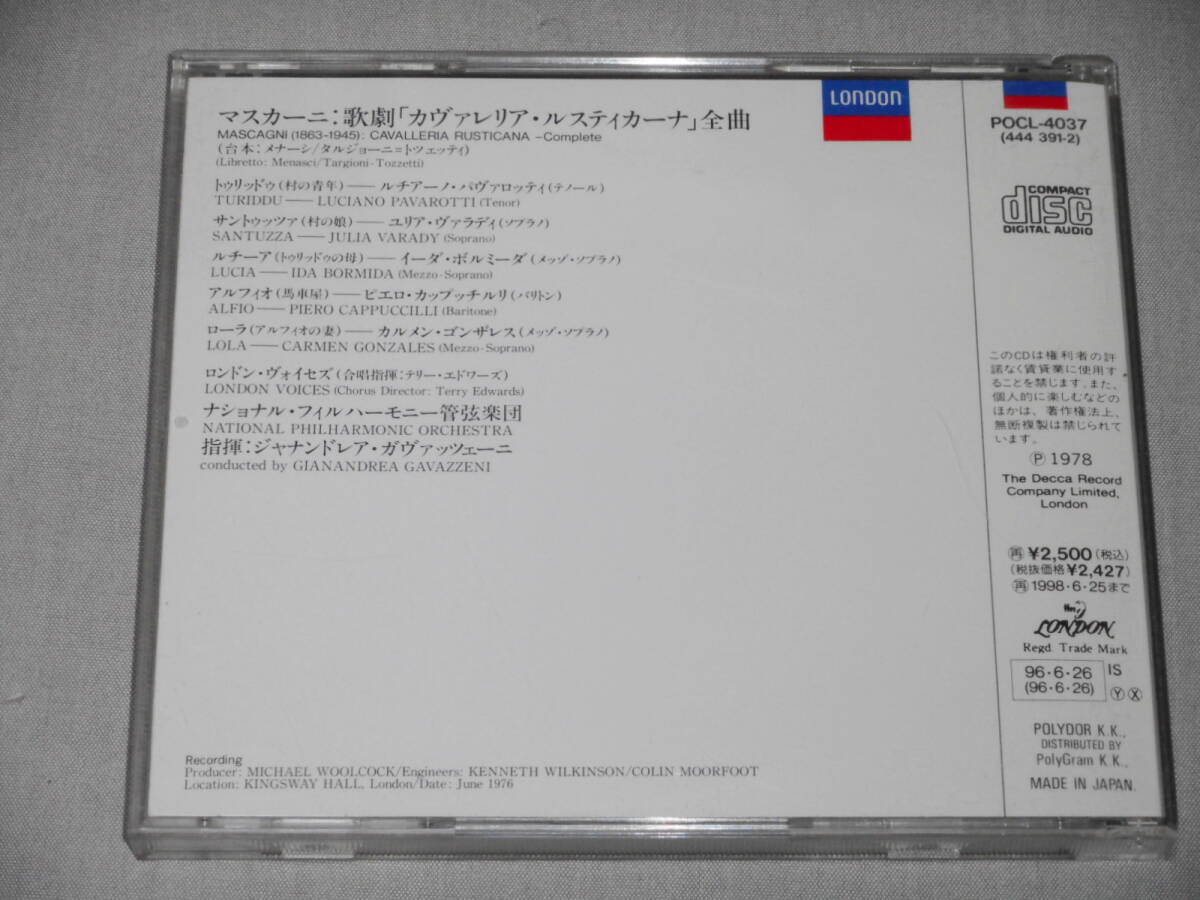 マスカーニ：歌劇「カヴァレリア・ルスティカーナ」全曲
MASCAGNI (1863-1945): CAVALLERIA RUSTICANA -Complete
(台本：メナーシ/タルジョーニ＝トツェッティ)
(Libretto: Menasci/Targioni-Tozzetti)
トゥリッドゥ(村の青年)——ルチアーノ・パヴァロッティ(テノール)
TURIDDU——LUCIANO PAVAROTTI (Tenor)
サントゥッツァ(村の娘)——ユリア・ヴァラディ(ソプラノ)
SANTUZZA——JULIA VARADY (Soprano)
ルチーア(トゥリッドゥの母)——イーダ・ボルミーダ(メッゾ・ソプラノ)
LUCIA——IDA BORMIDA (Mezzo-Soprano)
アルフィオ(馬車屋)——ピエロ・カップッチルリ(バリトン)
ALFIO——PIERO CAPPUCCILLI (Baritone)
ローラ(アルフィオの妻)——カルメン・ゴンザレス(メッゾ・ソプラノ)
LOLA——CARMEN GONZALES (Mezzo-Soprano)
ロンドン・ヴォイセズ(合唱指揮：テリー・エドワーズ)
LONDON VOICES (Chorus Director: Terry Edwards)
ナショナル・フィルハーモニー管弦楽団
NATIONAL PHILHARMONIC ORCHESTRA
指揮：ジャナンドレア・ガヴァッツェーニ
conducted by GIANANDREA GAVAZZENI
Recording
Producer: MICHAEL WOOLCOCK/Engineers: KENNETH WILKINSON/COLIN MOORFOOT
Location: KINGSWAY HALL, London/Date: June 1976
LONDON
POCL-4037
(444 391-2)
COMPACT
disc
DIGITAL AUDIO
このCDは権利者の許
諾なく賃貸業に使用す
ることを禁じます。また、
個人的に楽しむなどの
ほかは、著作権法上、
無断複製は禁じられて
います。
Ⓟ 1978
The Decca Record
Company Limited,
London
㊢¥2,500(税込)
(税抜価格¥2,427)
再1998・6・25まで
LONDON
Regd. Trade Mark
96・6・26 IS
(96・6・26) Ⓨ Ⓧ
POLYDOR K.K.,
DISTRIBUTED BY
PolyGram K.K.,
MADE IN JAPAN.